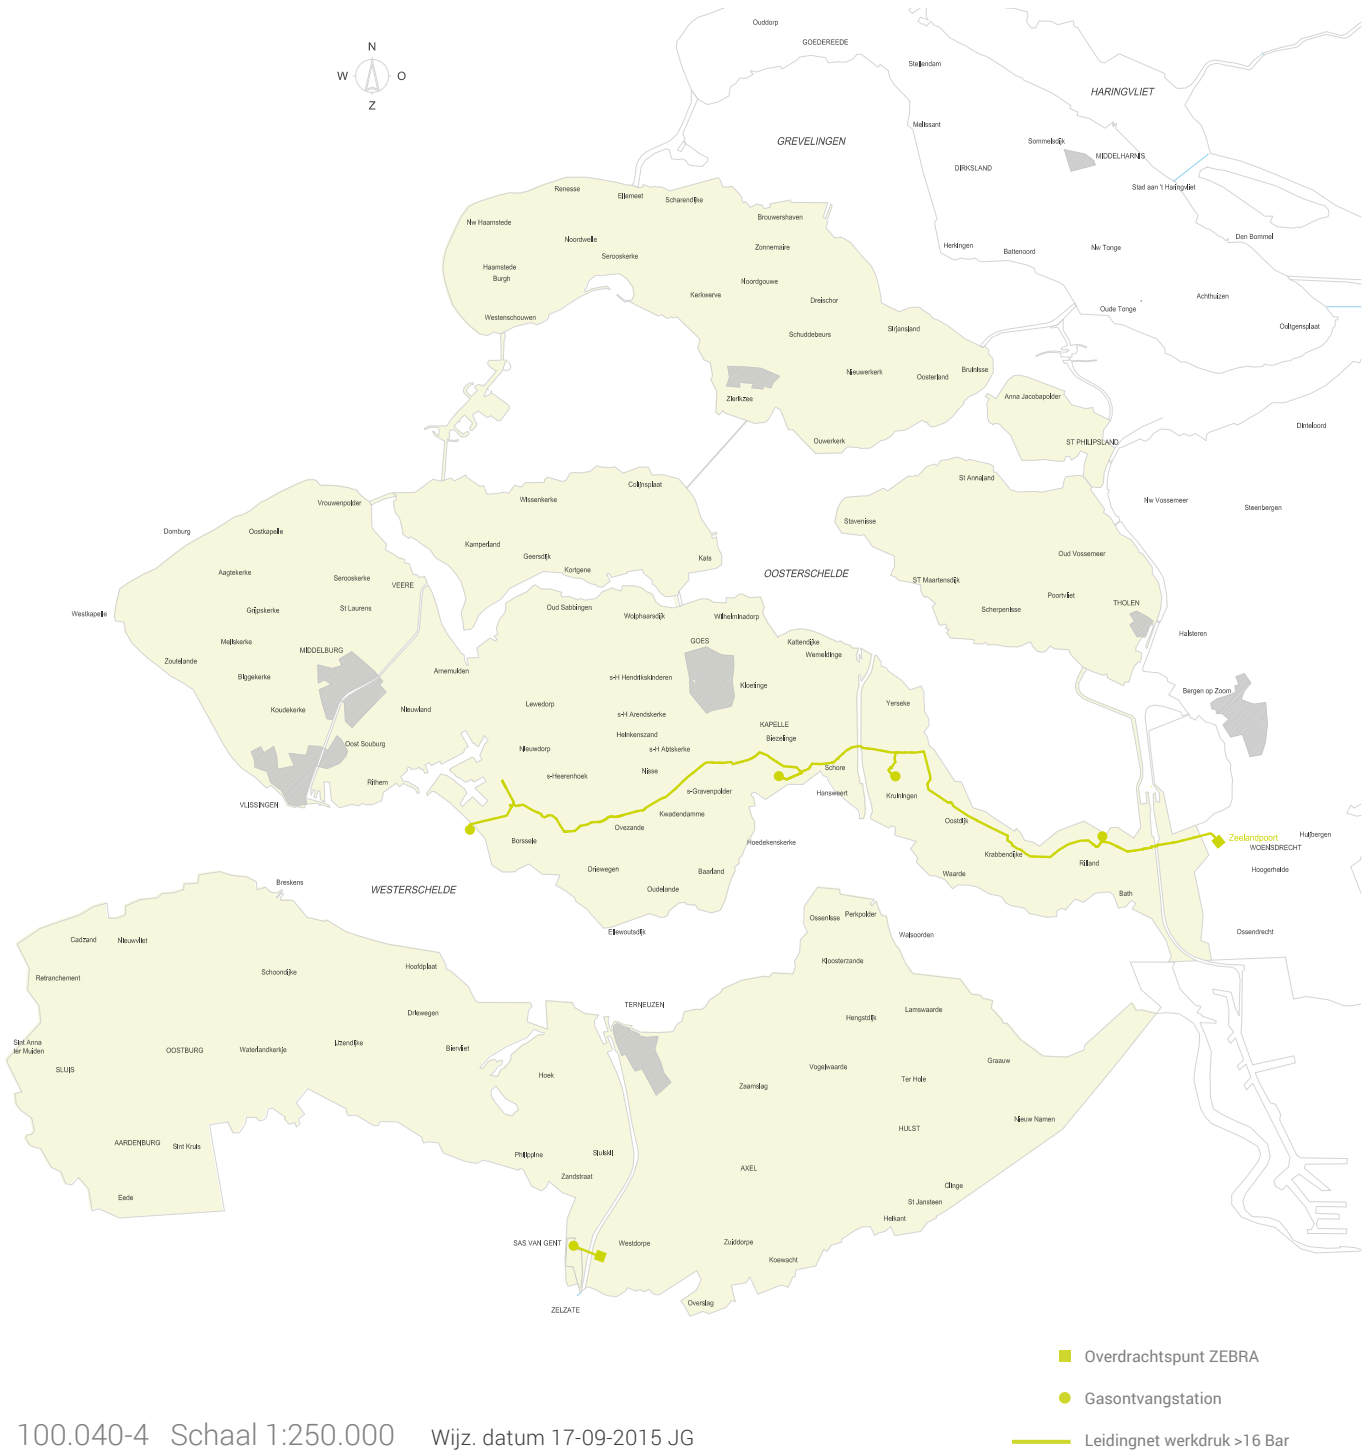 Ouddorp
GOEDEREEDE
N
W O
Z
Stellendam
HARINGVLIET
Melissant
GREVELINGEN
Sommelsdijk
MIDDELHARNIS
DIRKSLAND
Stad aan 't Haringvliet
Renesse
Ellemeet
Scharendijke
Nw Haamstede
Brouwershaven
Noordwelle
Zonnemaire
Herkingen
Battenoord
Nw Tonge
Den Bommel
Serooskerke
Haamstede
Burgh
Noordgouwe
Kerkwerve
Dreischor
Achthuizen
Oude Tonge
Westenschouwen
Schuddebeurs
Sirjansland
Ooltgensplaat
Nieuwerkerk
Oosterland
Bruinisse
Zierikzee
Anna Jacobapolder
Dinteloord
Ouwerkerk
ST PHILIPSLAND
St Annaland
Colijnsplaat
Vrouwenpolder
Wissenkerke
Nw Vossemeer
Steenbergen
Stavenisse
Domburg
Oostkapelle
Kamperland
Geersdijk
Kats
Oud Vossemeer
Aagtekerke
Serooskerke
VEERE
Kortgene
OOSTERSCHELDE
ST Maartensdijk
Poortvliet
THOLEN
Westkapelle
Grijpskerke
St Laurens
Oud Sabbingen
Wolphaarsdijk
Wilhelminadorp
Scherpenisse
Meliskerke
MIDDELBURG
GOES
Kattendijke
Wemeldinge
Halsteren
Zoutelande
Biggekerke
Arnemuiden
s-H Hendrikskinderen
Kloetinge
Bergen op Zoom
Koudekerke
Nieuwland
Lewedorp
s-H Arendskerke
Yerseke
KAPELLE
Biezelinge
Oost Souburg
Nieuwdorp
Heinkenszand
s-H Abtskerke
s-Heerenhoek
Nisse
Schore
Rithem
s-Gravenpolder
Hansweert
Kruiningen
VLISSINGEN
Kwadendamme
Borssele
Ovezande
Hoedekenskerke
Oostdijk
Zeelandpoort
Huijbergen
WOENSDRECHT
Krabbendijke
Rilland
Hoogerheide
Driewegen
Baarland
Waarde
Breskens
WESTERSCHELDE
Oudelande
Bath
Ossenisse
Perkpolder
Ellewoutsdijk
Walsoorden
Ossendrecht
Cadzand
Nieuwvliet
Kloosterzande
Retranchement
Schoondijke
Hoofdplaat
TERNEUZEN
Lamswaarde
Driewegen
Hengstdijk
Sint Anna
ter Muiden
OOSTBURG
Waterlandkerkje
IJzendijke
Biervliet
Graauw
SLUIS
Hoek
Vogelwaarde
Ter Hole
Zaamslag
Nieuw Namen
HULST
AARDENBURG
Sint Kruis
Philippine
Sluiskil
Zandstraat
AXEL
Eede
Clinge
St Jansteen
Heikant
SAS VAN GENT
Westdorpe
Zuiddorpe
Koewacht
Overslag
ZELZATE
Overdrachtspunt ZEBRA
Gasontvangstation
Leidingnet werkdruk >16 Bar
100.040-4 Schaal 1:250.000 Wijz. datum 17-09-2015 JG